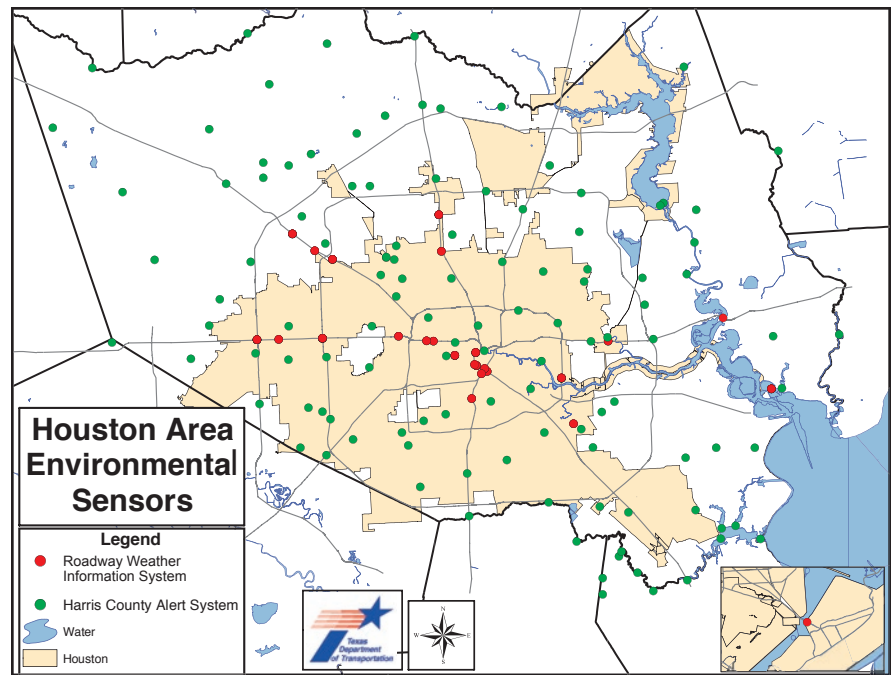 Houston Area
Environmental
Sensors
Legend
Roadway Weather
Information System
Harris County Alert System
Water
Houston
Texas
Department
of Transportation
N
W
E
S